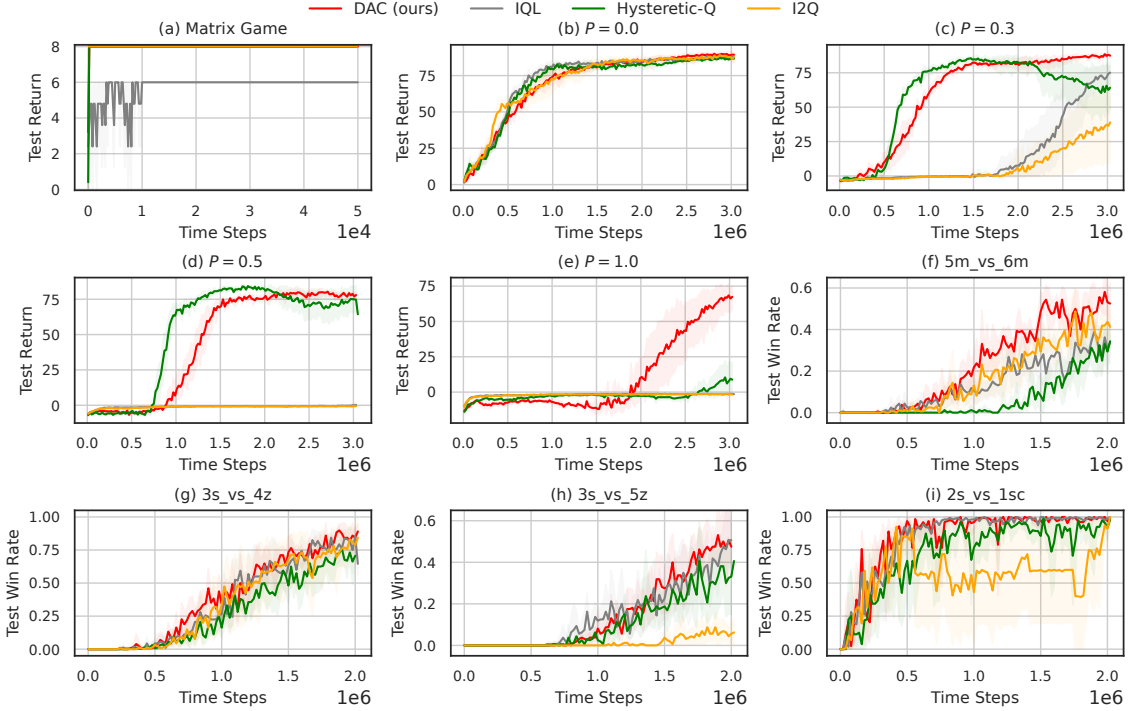 DAC (ours) IQL Hysteretic-Q I2Q
(a) Matrix Game
Test Return
8
6
4
2
0
0 1 2 3 4 5
Time Steps
1e4
(b) P = 0.0
Test Return
75
50
25
0
0.0 0.5 1.0 1.5 2.0 2.5 3.0
Time Steps
1e6
(c) P = 0.3
Test Return
75
50
25
0
0.0 0.5 1.0 1.5 2.0 2.5 3.0
Time Steps
1e6
(d) P = 0.5
Test Return
75
50
25
0
0.0 0.5 1.0 1.5 2.0 2.5 3.0
Time Steps
1e6
(e) P = 1.0
Test Return
75
50
25
0
0.0 0.5 1.0 1.5 2.0 2.5 3.0
Time Steps
1e6
(f) 5m_vs_6m
Test Win Rate
0.6
0.4
0.2
0.0
0.0 0.5 1.0 1.5 2.0
Time Steps
1e6
(g) 3s_vs_4z
Test Win Rate
1.00
0.75
0.50
0.25
0.00
0.0 0.5 1.0 1.5 2.0
Time Steps
1e6
(h) 3s_vs_5z
Test Win Rate
0.6
0.4
0.2
0.0
0.0 0.5 1.0 1.5 2.0
Time Steps
1e6
(i) 2s_vs_1sc
Test Win Rate
1.00
0.75
0.50
0.25
0.00
0.0 0.5 1.0 1.5 2.0
Time Steps
1e6